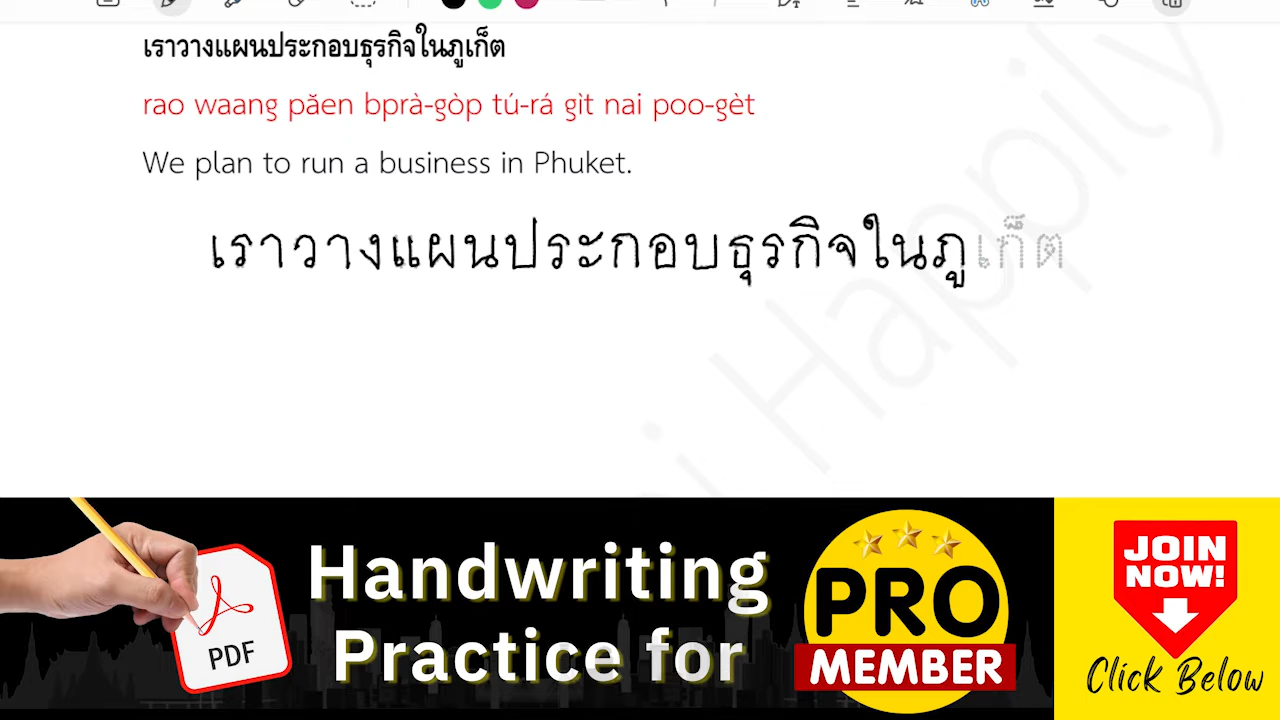 เราวางแผนประกอบธุรกิจในภูเก็ต
rao waang pǎen bprà-gòp tú-rá gìt nai poo-gèt
We plan to run a business in Phuket.
เราวางแผนประกอบธุรกิจในภูเก็ต
Happily
Handwriting
Practice for
PDF
PRO
MEMBER
JOIN
NOW!
Click Below